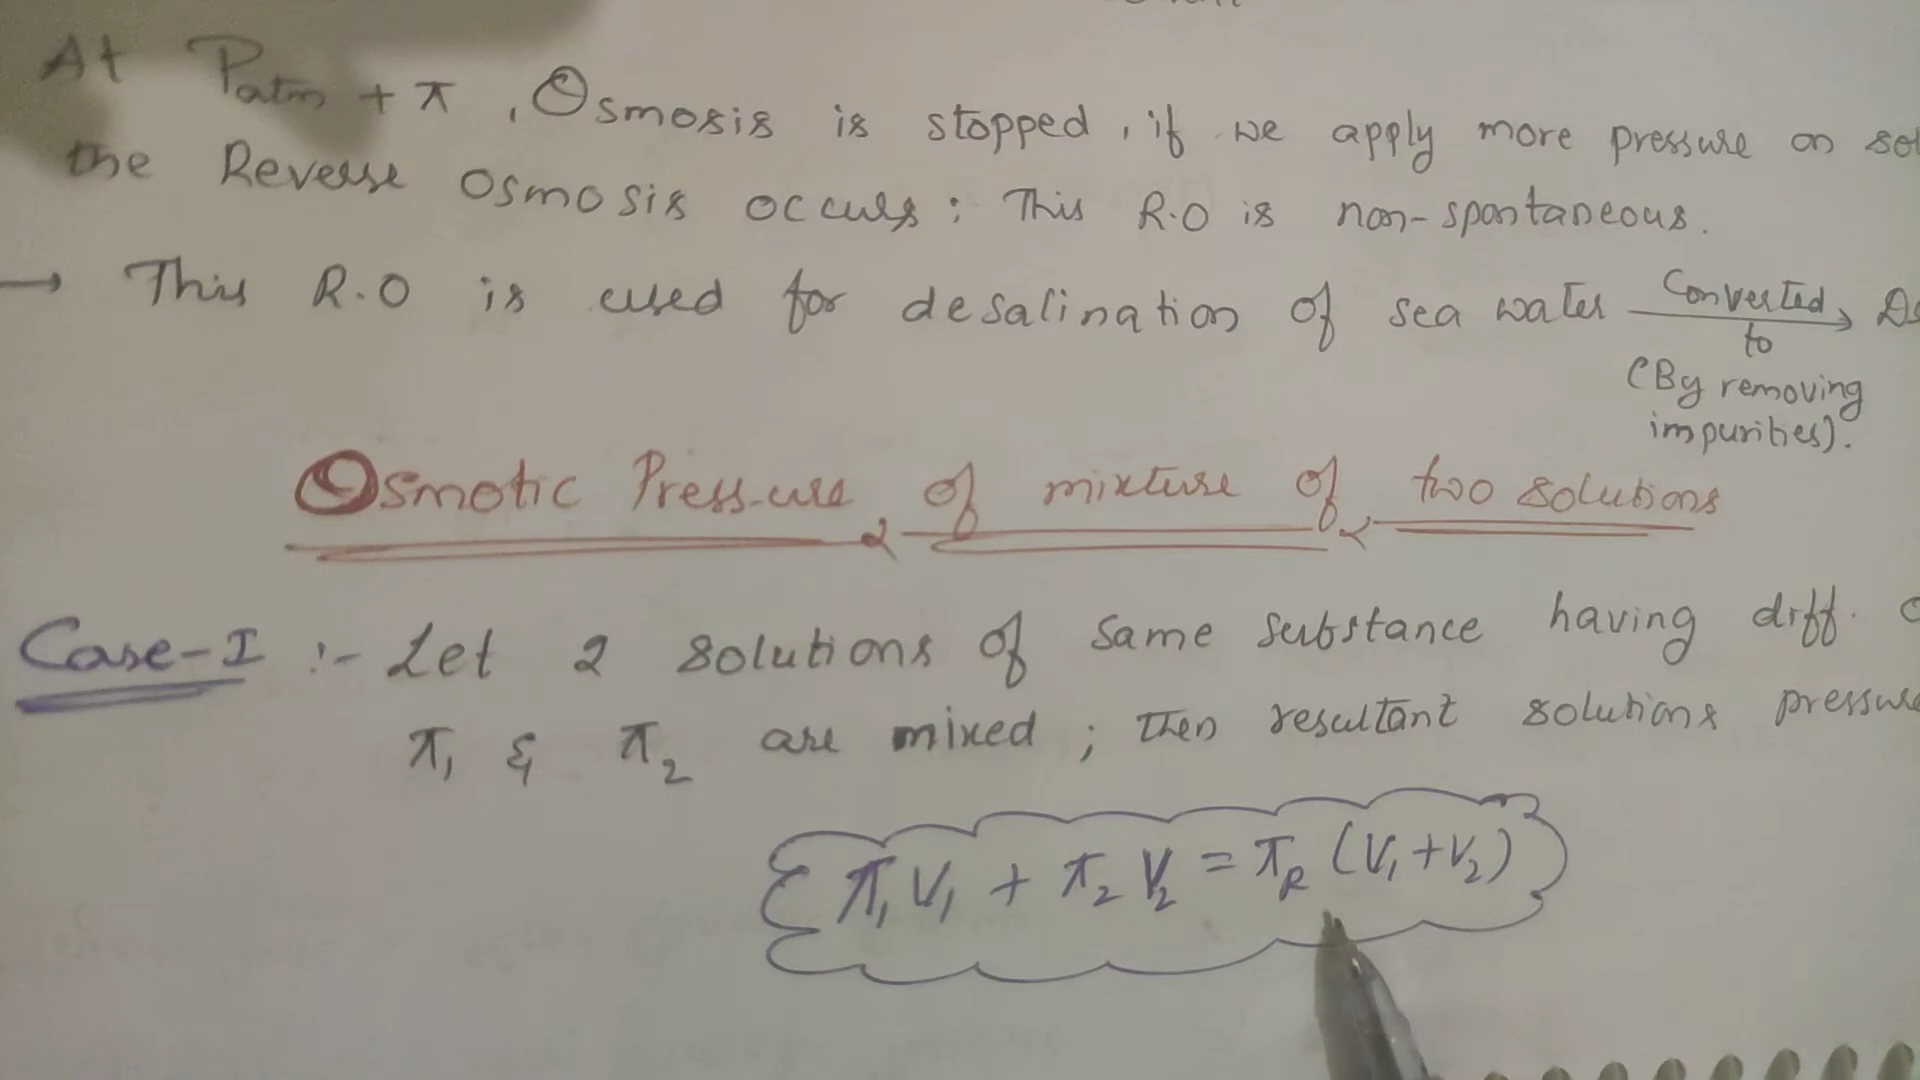 At Patm + π, Osmosis is stopped, if we apply more pressure on
the Reverse Osmosis occurs; This R.O is non-spontaneous.
→ This R.O is used for desalination of sea water Converted to →
(By removing
impurities).
Osmotic Pressure of mixture of two solutions
Case-I :- Let 2 solutions of same substance having diff.
π₁ & π₂ are mixed; then resultant solutions pressure
π₁V₁ + π₂V₂ = π_R (V₁+V₂)